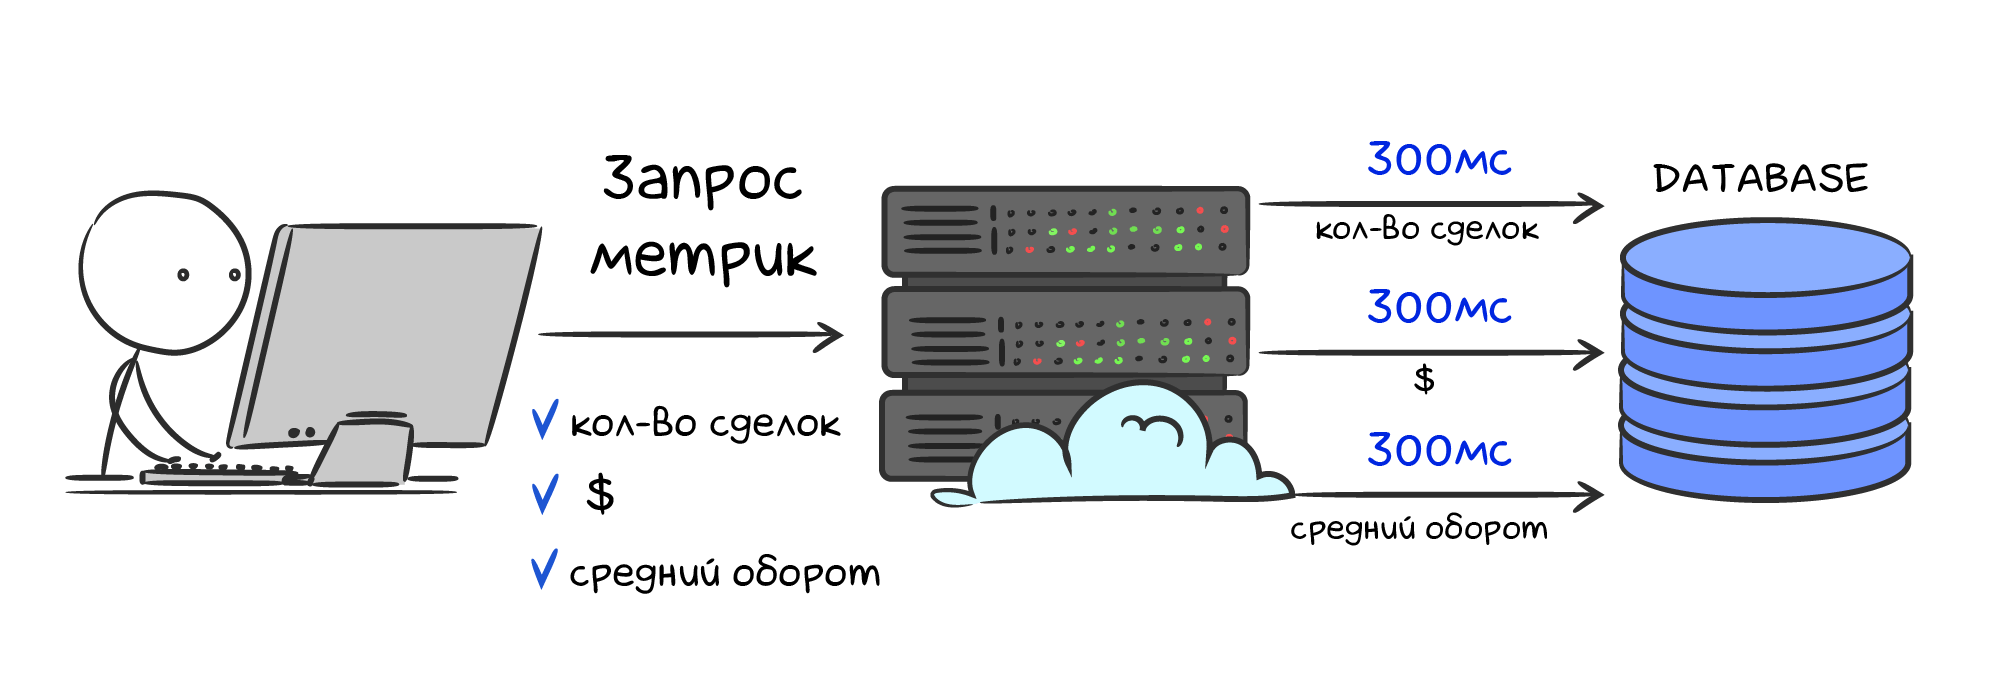 Запрос
метрик
кол-во сделок
$
средний оборот
300мс
кол-во сделок
300мс
$
300мс
средний оборот
DATABASE